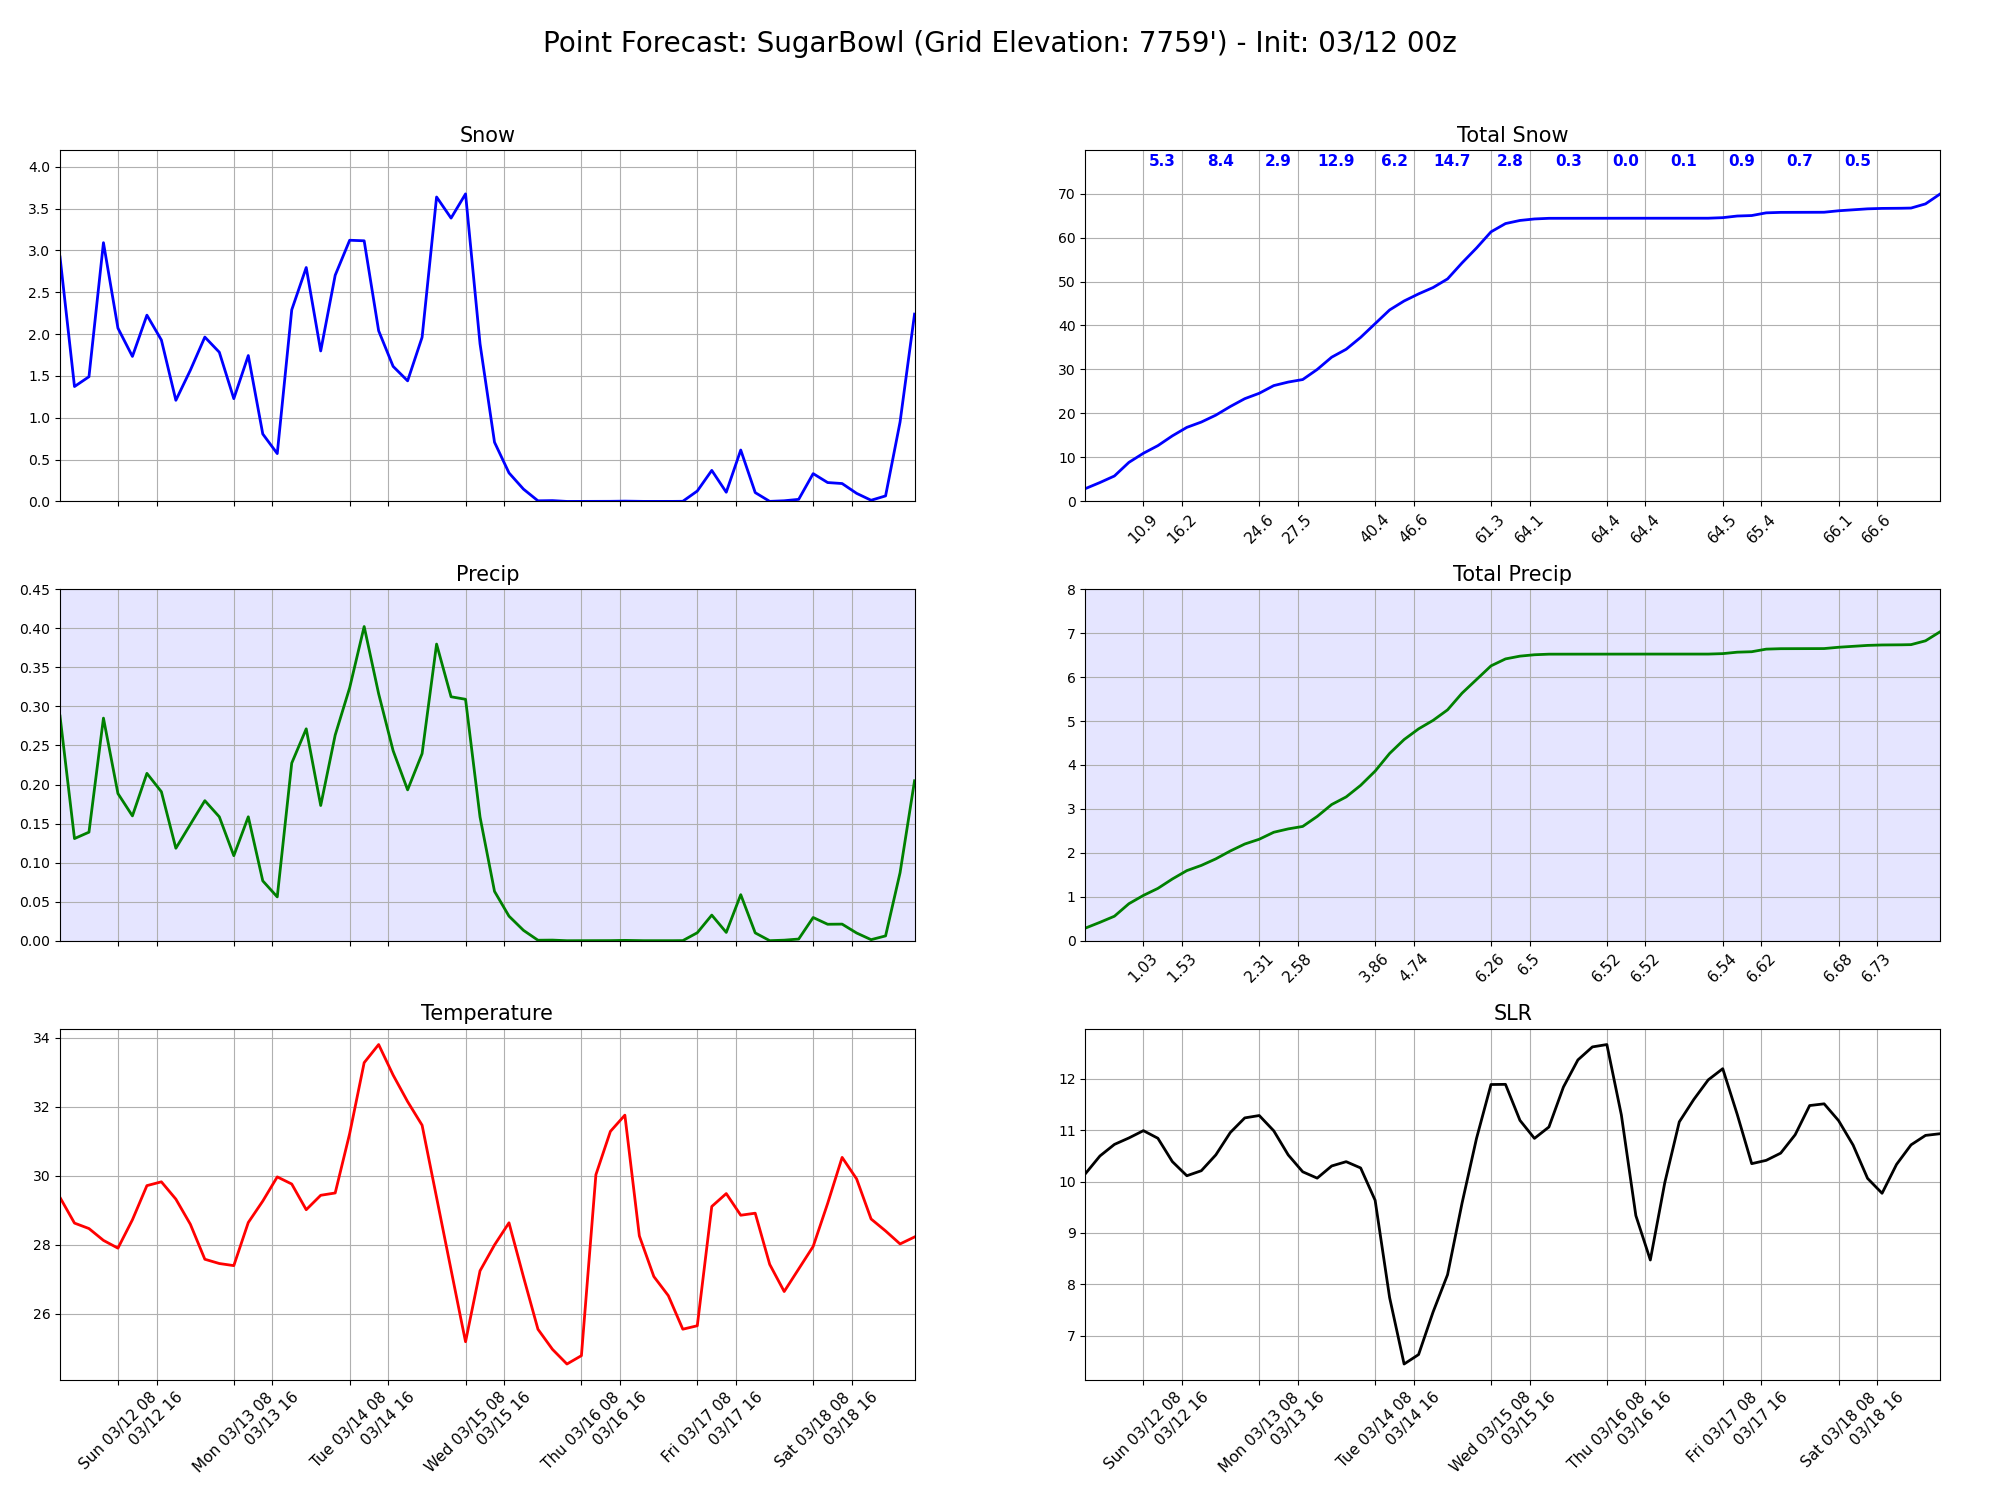 Point Forecast: SugarBowl (Grid Elevation: 7759') - Init: 03/12 00z
Snow
4.0
3.5
3.0
2.5
2.0
1.5
1.0
0.5
0.0
Total Snow
5.3 8.4 2.9 12.9 6.2 14.7 2.8 0.3 0.0 0.1 0.9 0.7 0.5
70
60
50
40
30
20
10
0
10.9 16.2 24.6 27.5 40.4 46.6 61.3 64.1 64.4 64.4 64.5 65.4 66.1 66.6
Precip
0.45
0.40
0.35
0.30
0.25
0.20
0.15
0.10
0.05
0.00
Total Precip
8
7
6
5
4
3
2
1
0
1.03 1.53 2.31 2.58 3.86 4.74 6.26 6.5 6.52 6.52 6.54 6.62 6.68 6.73
Temperature
34
32
30
28
26
Sun 03/12 08
03/12 16
Mon 03/13 08
03/13 16
Tue 03/14 08
03/14 16
Wed 03/15 08
03/15 16
Thu 03/16 08
03/16 16
Fri 03/17 08
03/17 16
Sat 03/18 08
03/18 16
SLR
12
11
10
9
8
7
Sun 03/12 08
03/12 16
Mon 03/13 08
03/13 16
Tue 03/14 08
03/14 16
Wed 03/15 08
03/15 16
Thu 03/16 08
03/16 16
Fri 03/17 08
03/17 16
Sat 03/18 08
03/18 16